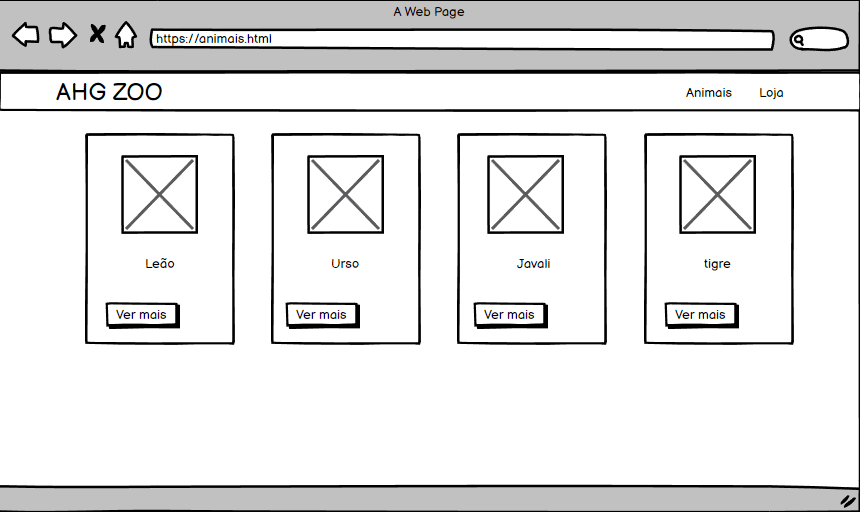 A Web Page
https://animais.html
AHG ZOO
Animais
Loja
Leão
Urso
Javali
tigre
Ver mais
Ver mais
Ver mais
Ver mais